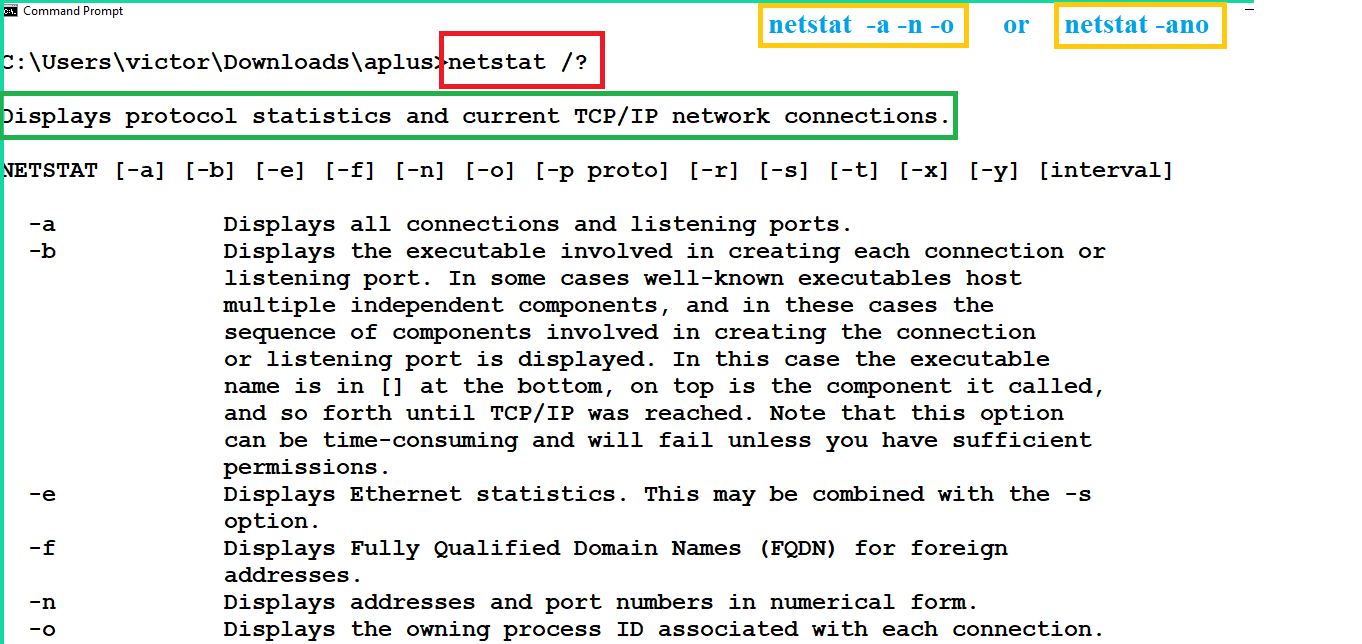 Command Prompt
netstat -a -n -o or netstat -ano
C:\Users\victor\Downloads\aplus>netstat /?
Displays protocol statistics and current TCP/IP network connections.
NETSTAT [-a] [-b] [-e] [-f] [-n] [-o] [-p proto] [-r] [-s] [-t] [-x] [-y] [interval]
-a Displays all connections and listening ports.
-b Displays the executable involved in creating each connection or
listening port. In some cases well-known executables host
multiple independent components, and in these cases the
sequence of components involved in creating the connection
or listening port is displayed. In this case the executable
name is in [] at the bottom, on top is the component it called,
and so forth until TCP/IP was reached. Note that this option
can be time-consuming and will fail unless you have sufficient
permissions.
-e Displays Ethernet statistics. This may be combined with the -s
option.
-f Displays Fully Qualified Domain Names (FQDN) for foreign
addresses.
-n Displays addresses and port numbers in numerical form.
-o Displays the owning process ID associated with each connection.